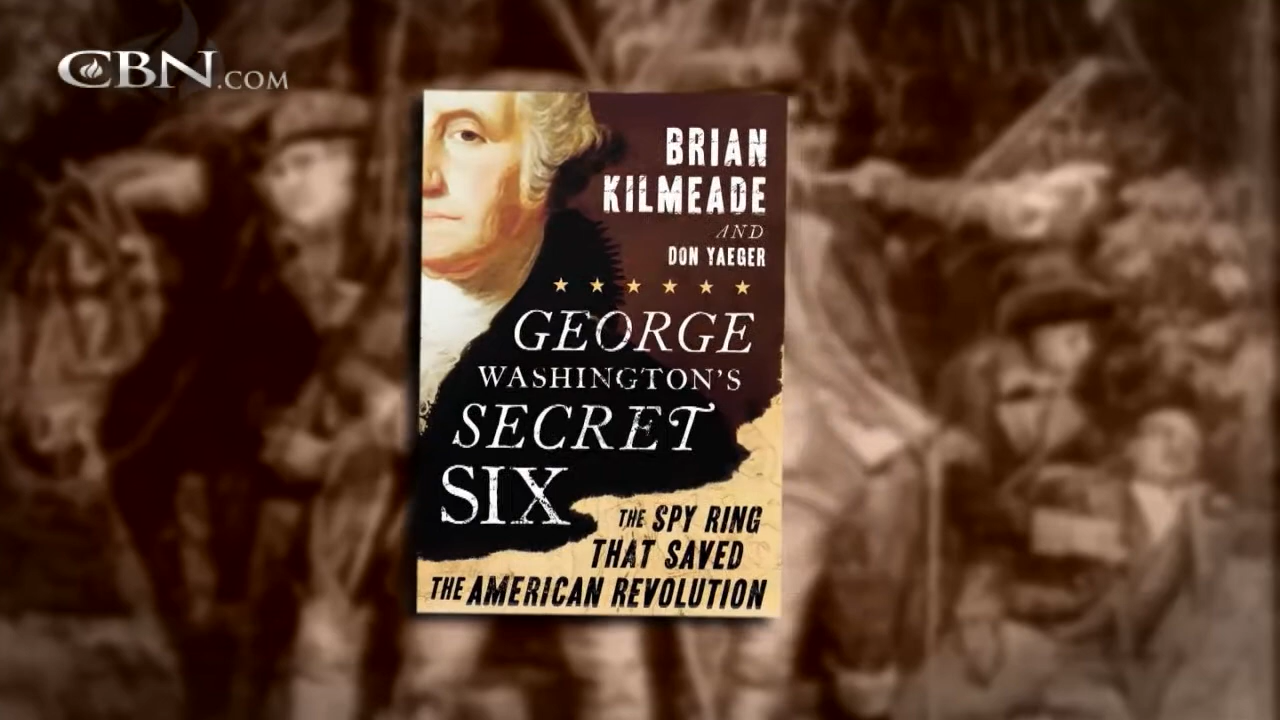 CBN.COM
BRIAN
KILMEADE
AND
DON YAEGER
GEORGE
WASHINGTON'S
SECRET
SIX
THE SPY RING
THAT SAVED
THE AMERICAN REVOLUTION